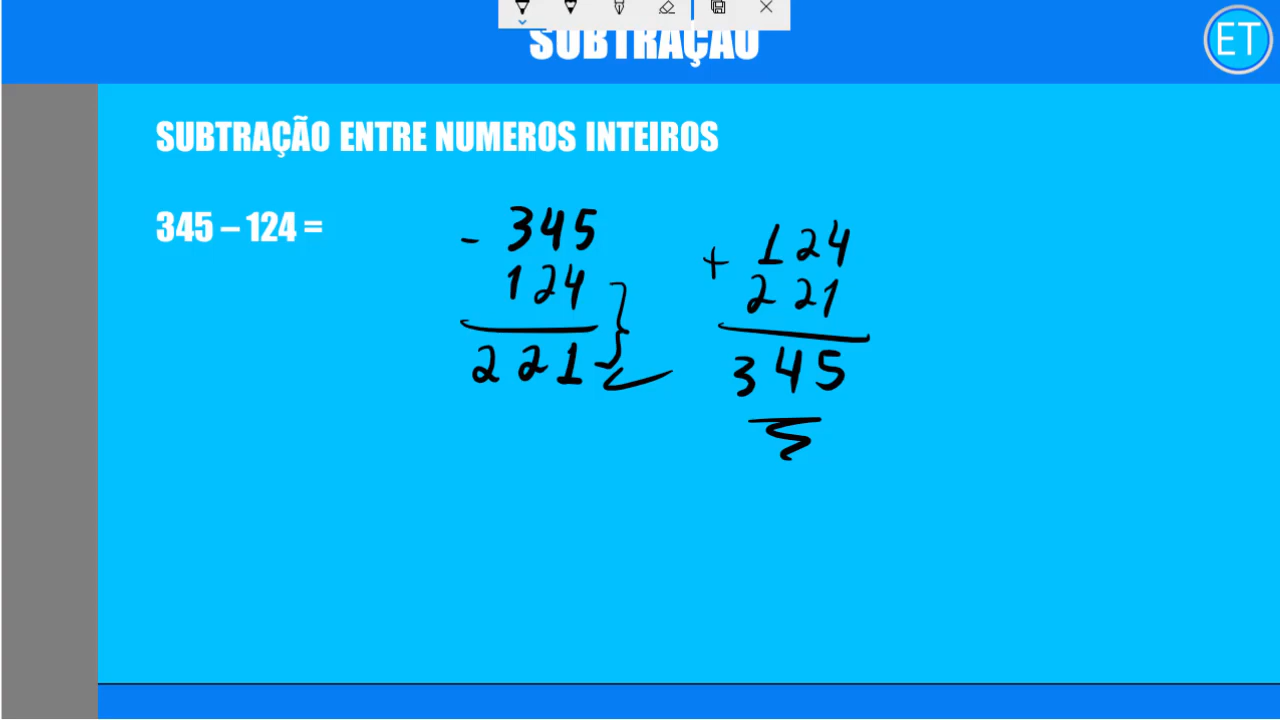 SUBTRAÇÃO
ET
SUBTRAÇÃO ENTRE NUMEROS INTEIROS
345 – 124 =
- 345
124
221
+ 124
221
345